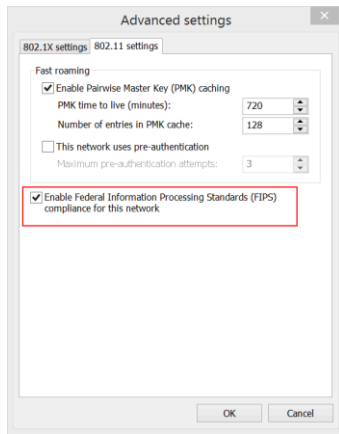 Advanced settings
802.1X settings 802.11 settings
Fast roaming
Enable Pairwise Master Key (PMK) caching
PMK time to live (minutes): 720
Number of entries in PMK cache: 128
This network uses pre-authentication
Maximum pre-authentication attempts: 3
Enable Federal Information Processing Standards (FIPS)
compliance for this network
OK Cancel